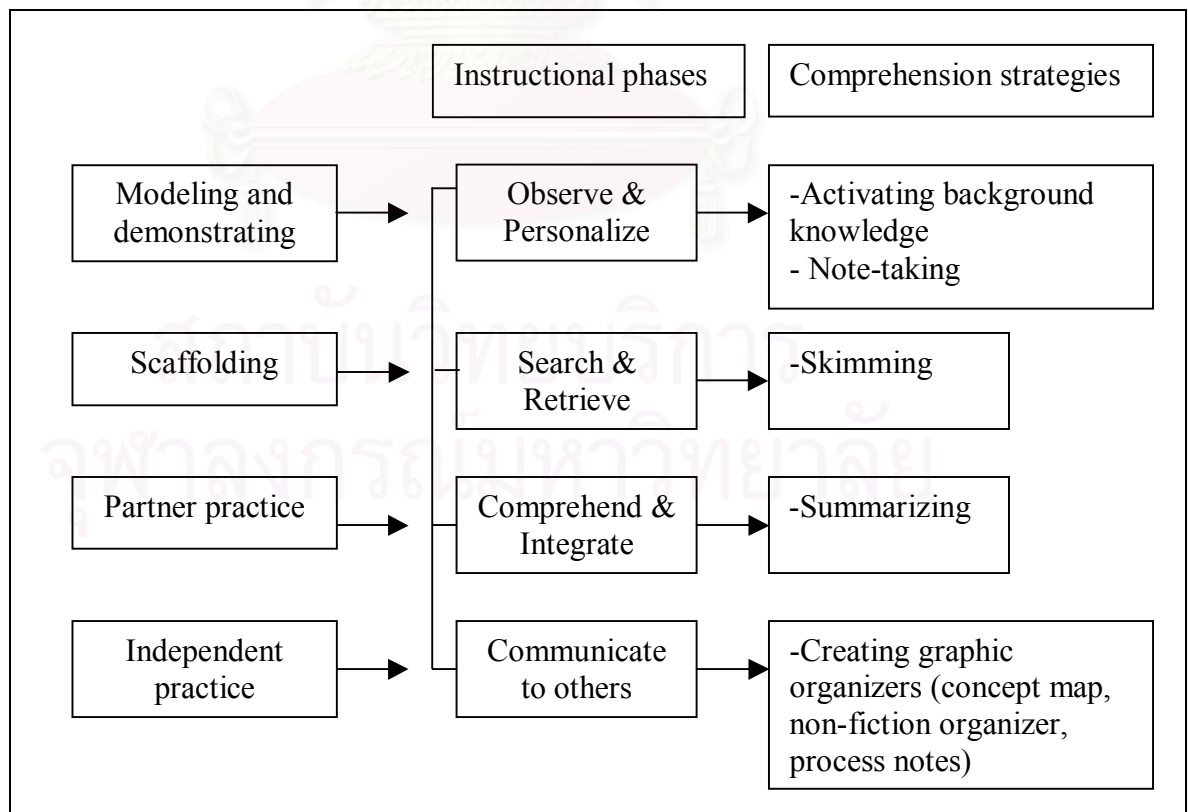 Instructional phases
Comprehension strategies
Modeling and
demonstrating
Observe &
Personalize
-Activating background
knowledge
- Note-taking
Scaffolding
Search &
Retrieve
-Skimming
Partner practice
Comprehend &
Integrate
-Summarizing
Independent
practice
Communicate
to others
-Creating graphic
organizers (concept map,
non-fiction organizer,
process notes)
สถาบันวิทยบริการ
จุฬาลงกรณ์มหาวิทยาลัย